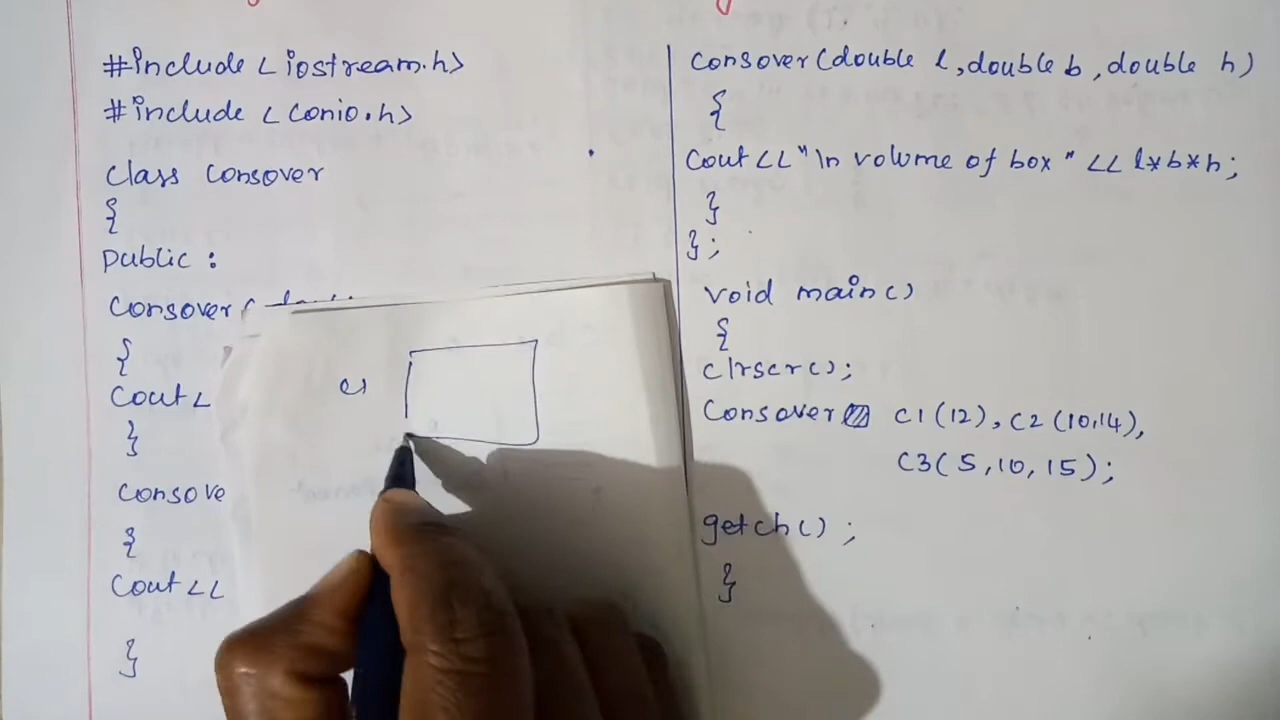 #include <iostream.h>
#include <conio.h>
class consover
{
public :
consover(
{
cout<
}
consove
{
cout<<
}
c1
consover(double l, double b, double h)
{
cout<<"\n volume of box "<< l*b*h;
}
};
void main()
{
clrscr();
consover c1(12), c2(10,14),
c3(5,10,15);
getch();
}